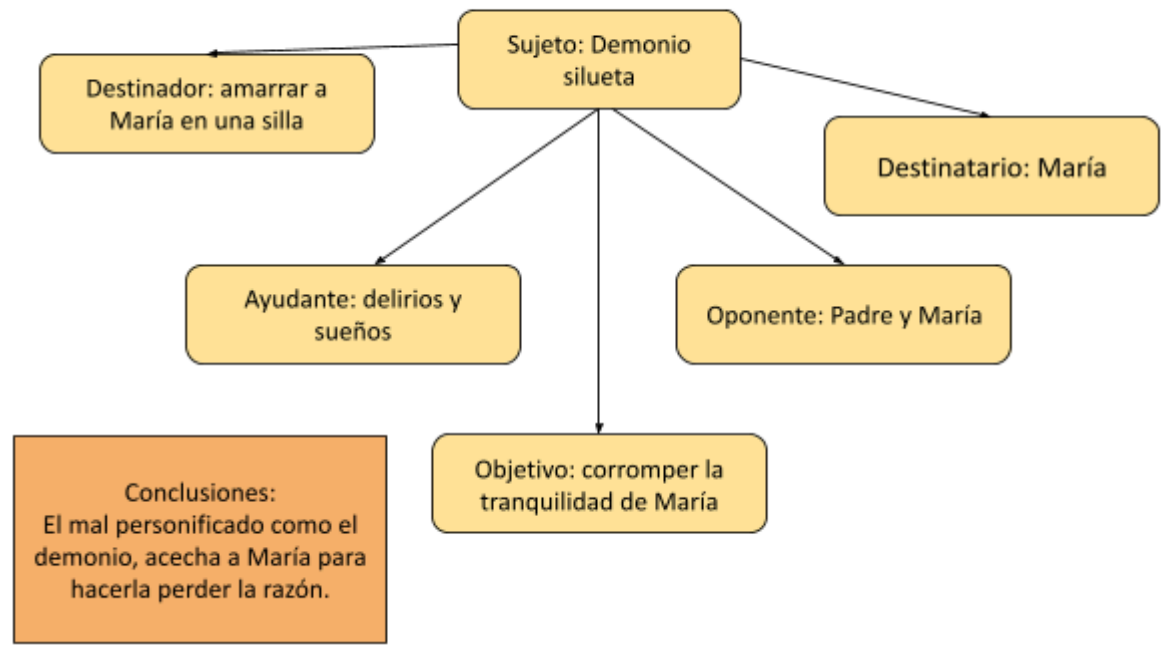 Sujeto: Demonio
silueta
Destinador: amarrar a
María en una silla
Destinatario: María
Ayudante: delirios y
sueños
Oponente: Padre y María
Objetivo: corromper la
tranquilidad de María
Conclusiones:
El mal personificado como el
demonio, acecha a María para
hacerla perder la razón.